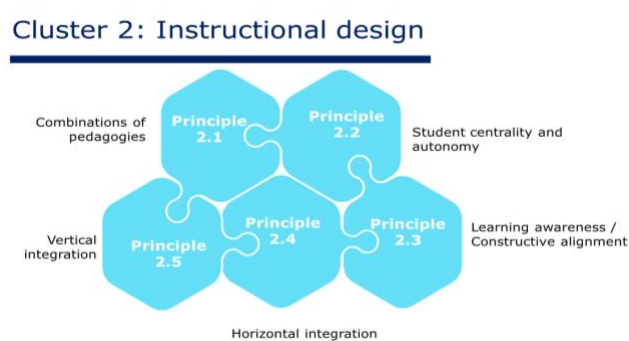 Cluster 2: Instructional design
Combinations of
pedagogies
Principle
2.1
Principle
2.2
Student centrality and
autonomy
Vertical
integration
Principle
2.5
Principle
2.4
Principle
2.3
Learning awareness /
Constructive alignment
Horizontal integration